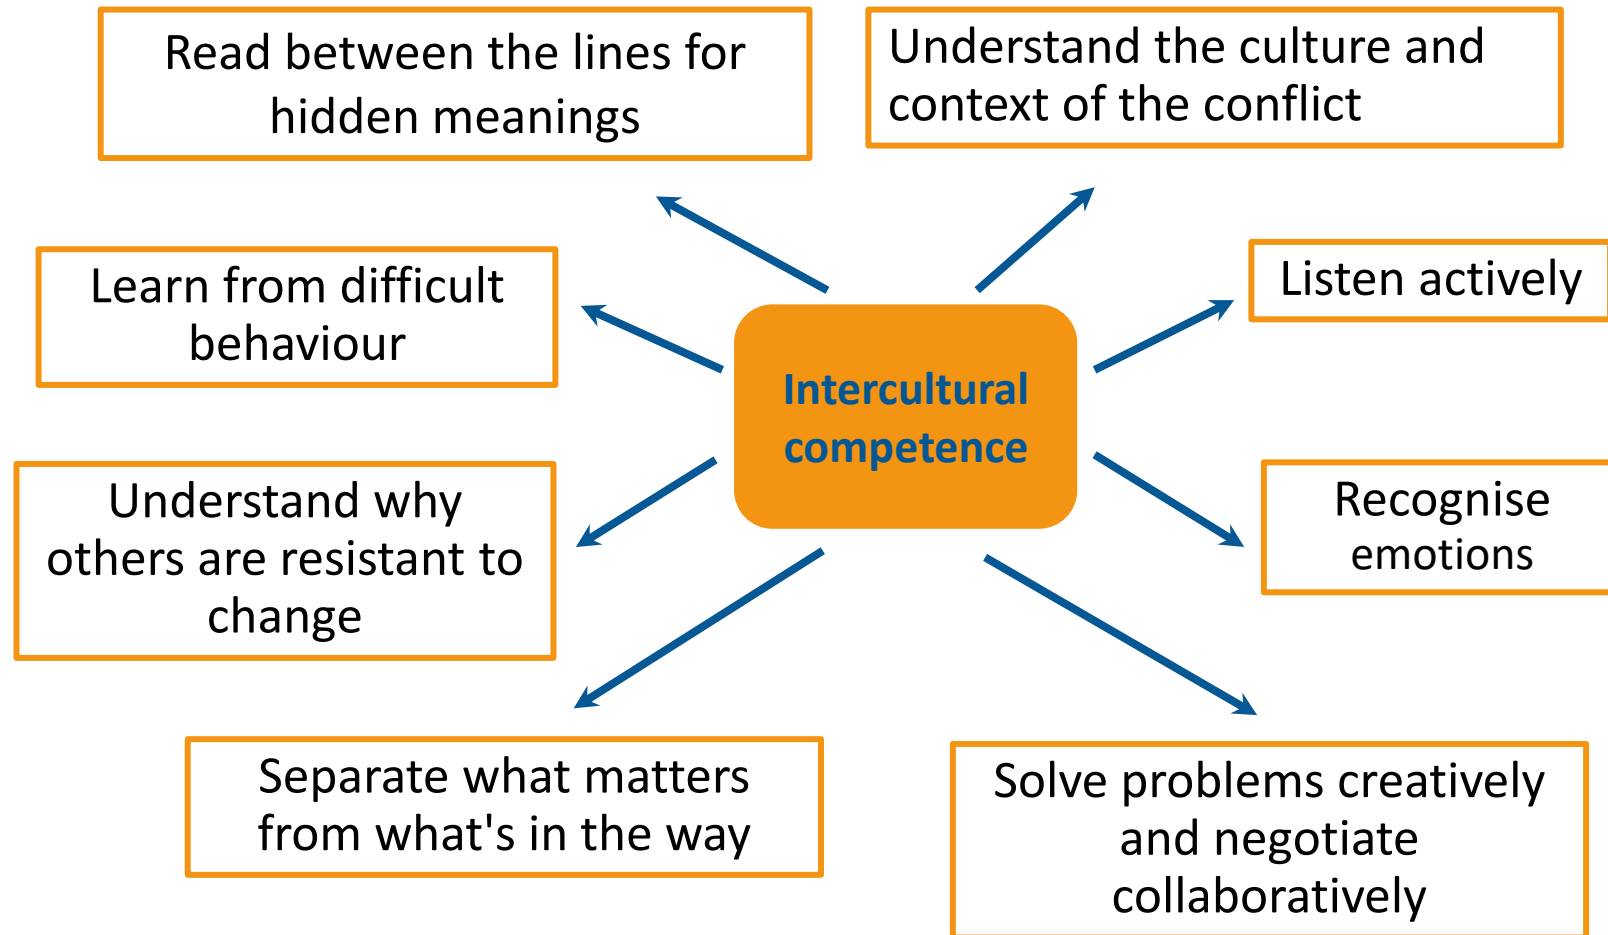 Read between the lines for
hidden meanings
Understand the culture and
context of the conflict
Learn from difficult
behaviour
Listen actively
Intercultural
competence
Understand why
others are resistant to
change
Recognise
emotions
Separate what matters
from what's in the way
Solve problems creatively
and negotiate
collaboratively